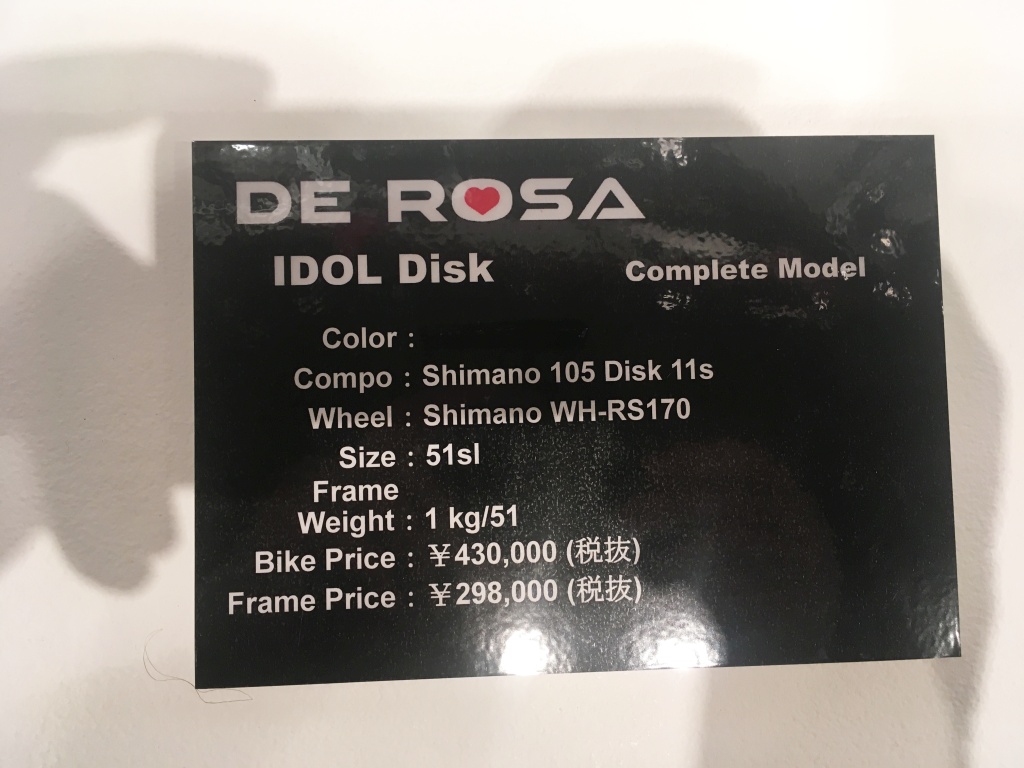 DE ROSA
IDOL Disk Complete Model
Color :
Compo : Shimano 105 Disk 11s
Wheel : Shimano WH-RS170
Size : 51sl
Frame
Weight : 1 kg/51
Bike Price : ￥430,000 (税抜)
Frame Price : ￥298,000 (税抜)